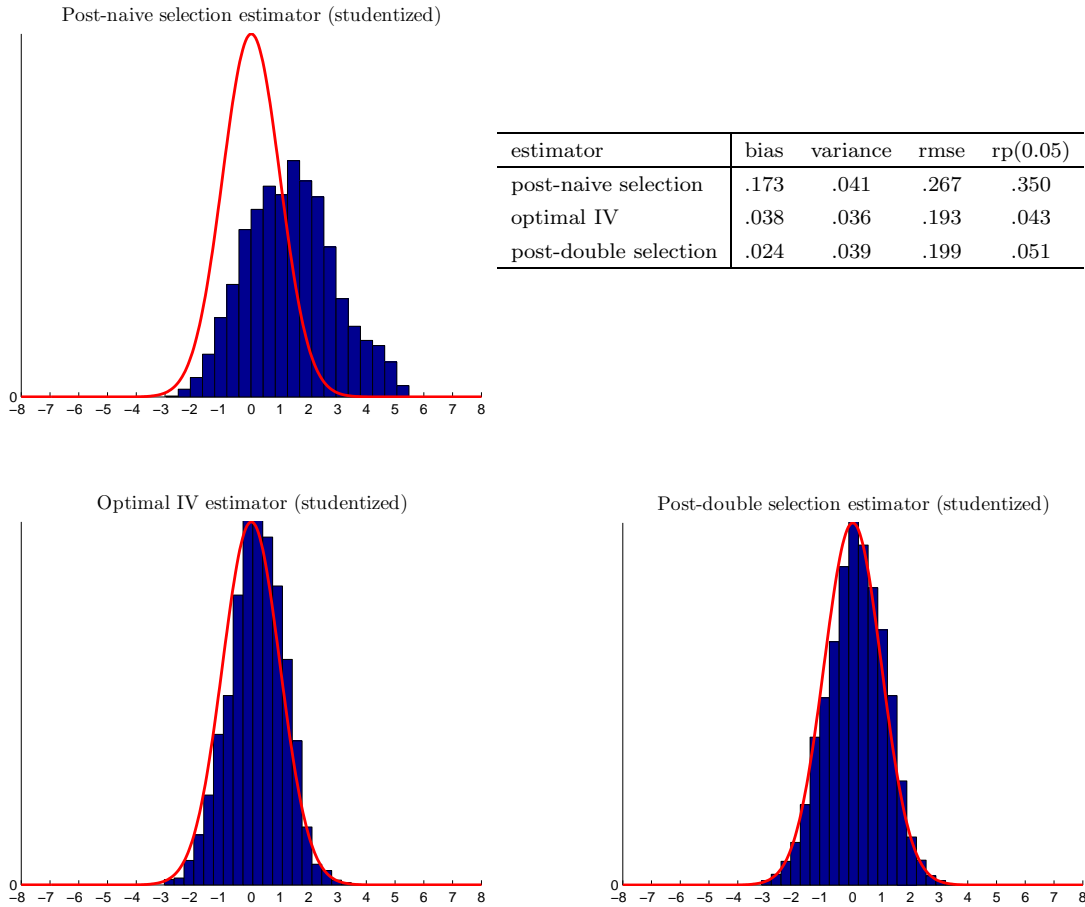 Post-naive selection estimator (studentized)
0
−8 −7 −6 −5 −4 −3 −2 −1 0 1 2 3 4 5 6 7 8
estimator bias variance rmse rp(0.05)
post-naive selection .173 .041 .267 .350
optimal IV .038 .036 .193 .043
post-double selection .024 .039 .199 .051
Optimal IV estimator (studentized)
0
−8 −7 −6 −5 −4 −3 −2 −1 0 1 2 3 4 5 6 7 8
Post-double selection estimator (studentized)
0
−8 −7 −6 −5 −4 −3 −2 −1 0 1 2 3 4 5 6 7 8